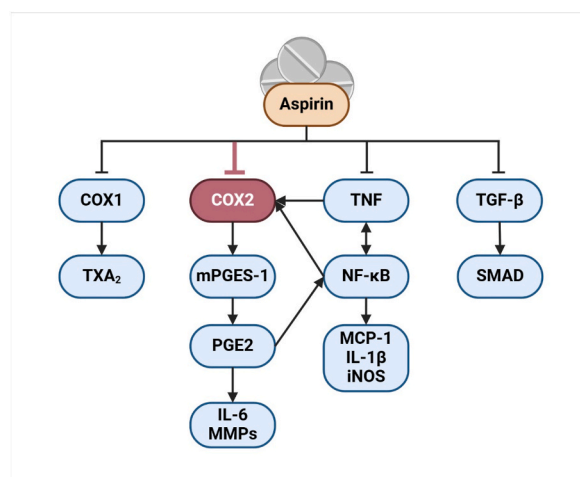 Aspirin
COX1
COX2
TNF
TGF-β
TXA₂
mPGES-1
NF-κB
SMAD
PGE2
MCP-1
IL-1β
iNOS
IL-6
MMPs